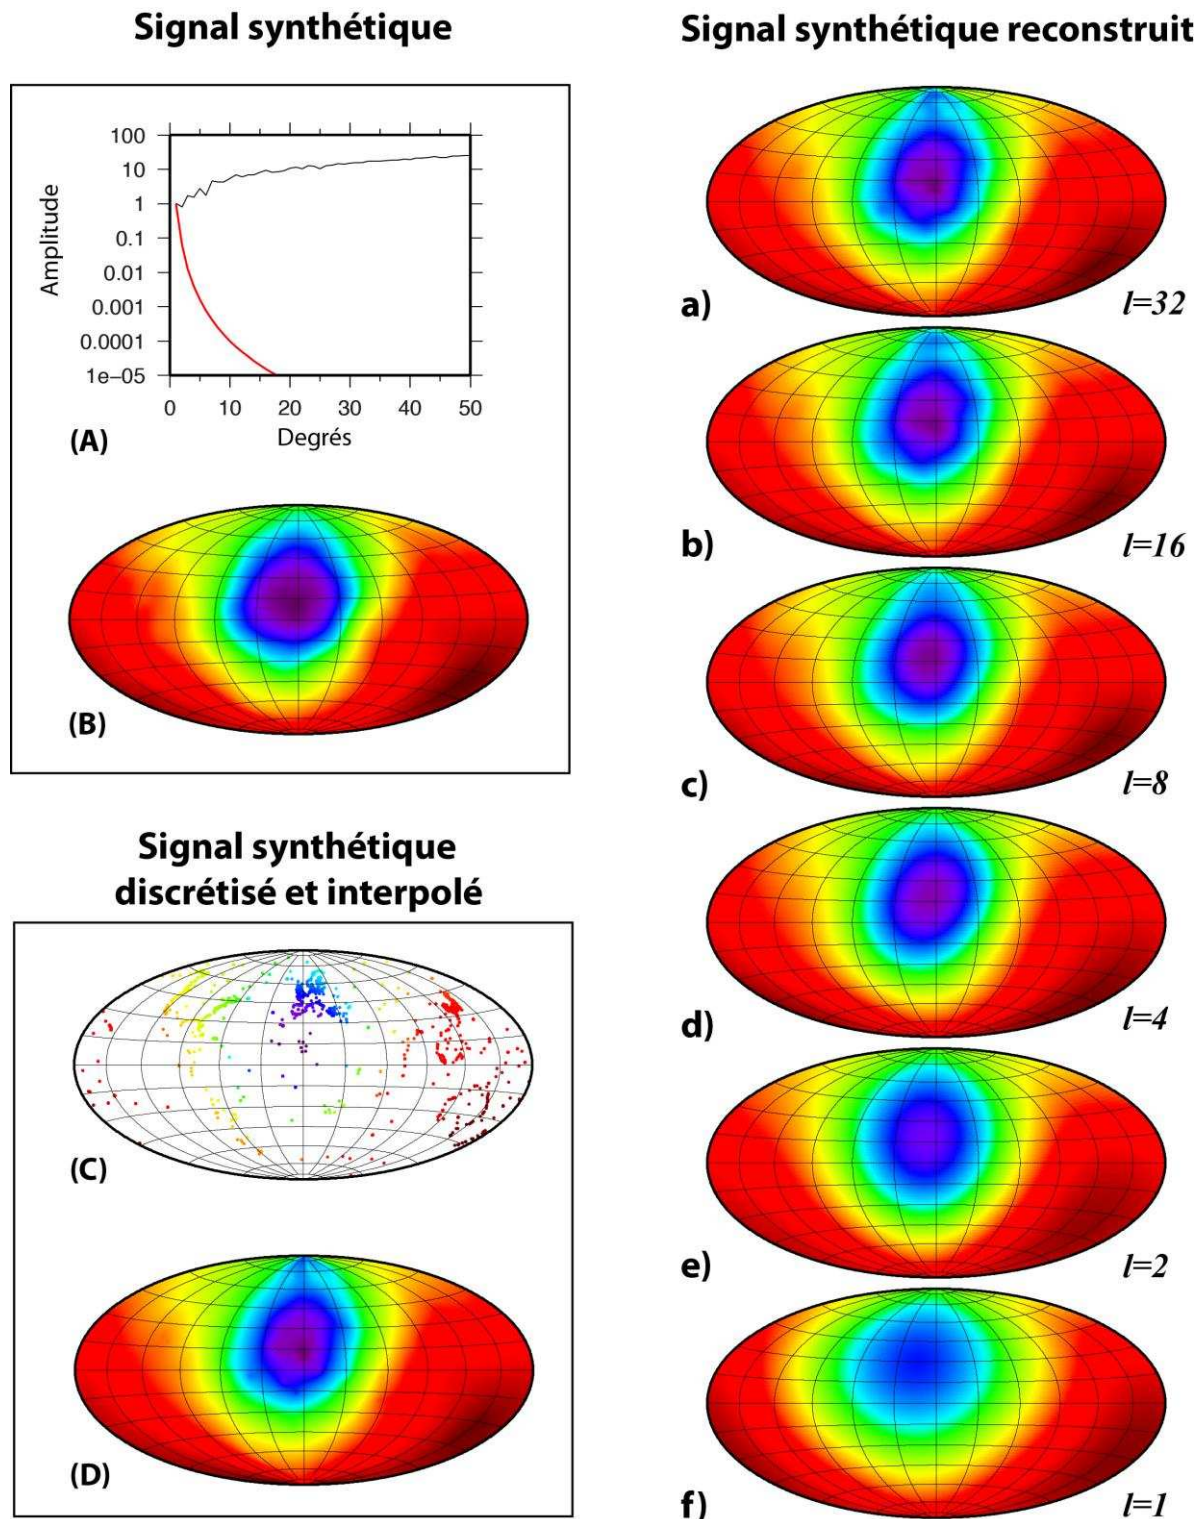 Signal synthétique
100
10
1
0.1
0.01
0.001
0.0001
1e–05
Amplitude
0 10 20 30 40 50
Degrés
(A)
(B)
Signal synthétique
discrétisé et interpolé
(C)
(D)
Signal synthétique reconstruit
a) l=32
b) l=16
c) l=8
d) l=4
e) l=2
f) l=1